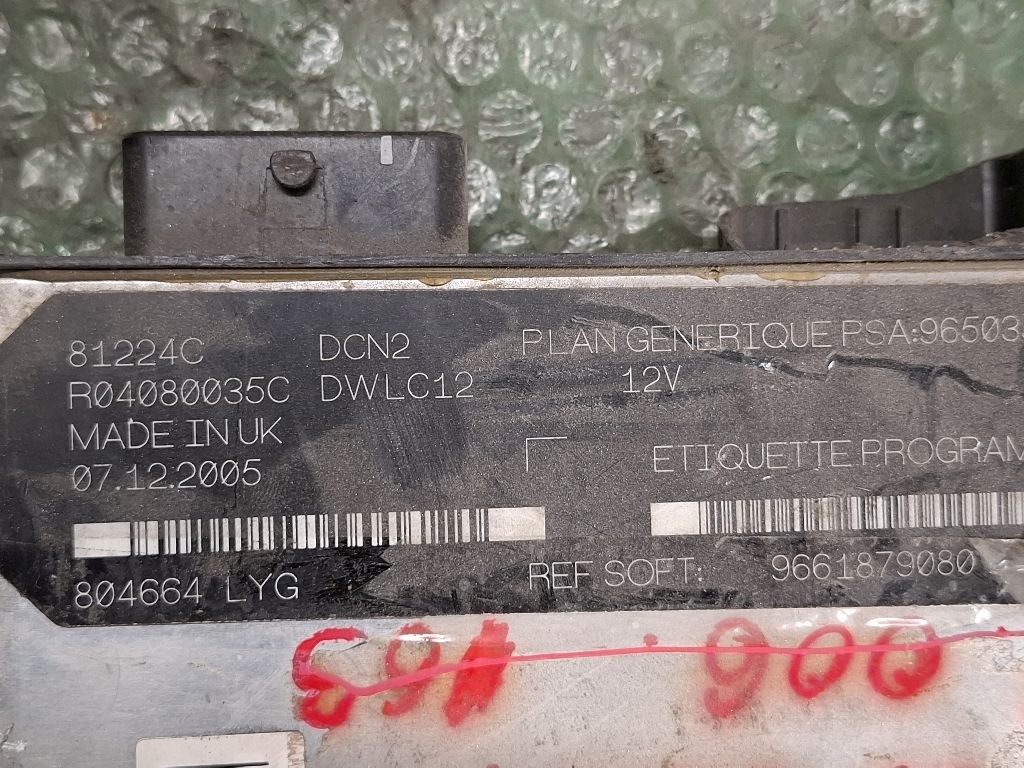 81224C DCN2 PLAN GENERIQUE PSA:96503
R04080035C DWLC12 12V
MADE IN UK
07.12.2005
ETIQUETTE PROGRAM
804664 LYG REF SOFT: 9661879080
900